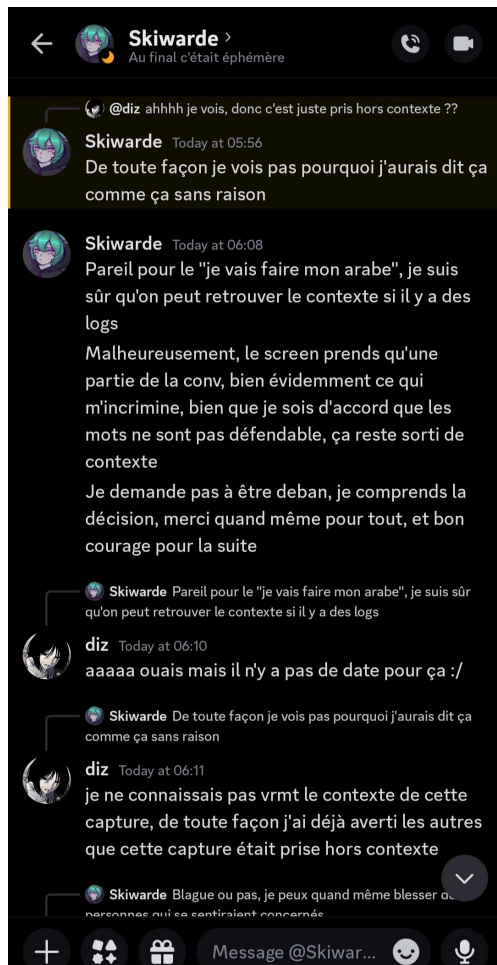 Skiwarde
Au final c'était éphémère
@diz ahhhh je vois, donc c'est juste pris hors contexte ??
Skiwarde Today at 05:56
De toute façon je vois pas pourquoi j'aurais dit ça
comme ça sans raison
Skiwarde Today at 06:08
Pareil pour le "je vais faire mon arabe", je suis
sûr qu'on peut retrouver le contexte si il y a des
logs
Malheureusement, le screen prends qu'une
partie de la conv, bien évidemment ce qui
m'incrimine, bien que je sois d'accord que les
mots ne sont pas défendable, ça reste sorti de
contexte
Je demande pas à être deban, je comprends la
décision, merci quand même pour tout, et bon
courage pour la suite
Skiwarde Pareil pour le "je vais faire mon arabe", je suis sûr
qu'on peut retrouver le contexte si il y a des logs
diz Today at 06:10
aaaaa ouais mais il n'y a pas de date pour ça :/
Skiwarde De toute façon je vois pas pourquoi j'aurais dit ça
comme ça sans raison
diz Today at 06:11
je ne connaissais pas vrmt le contexte de cette
capture, de toute façon j'ai déjà averti les autres
que cette capture était prise hors contexte
Skiwarde Blague ou pas, je peux quand même blesser
personnes qui se sentiraient concernés
Message @Skiwar...